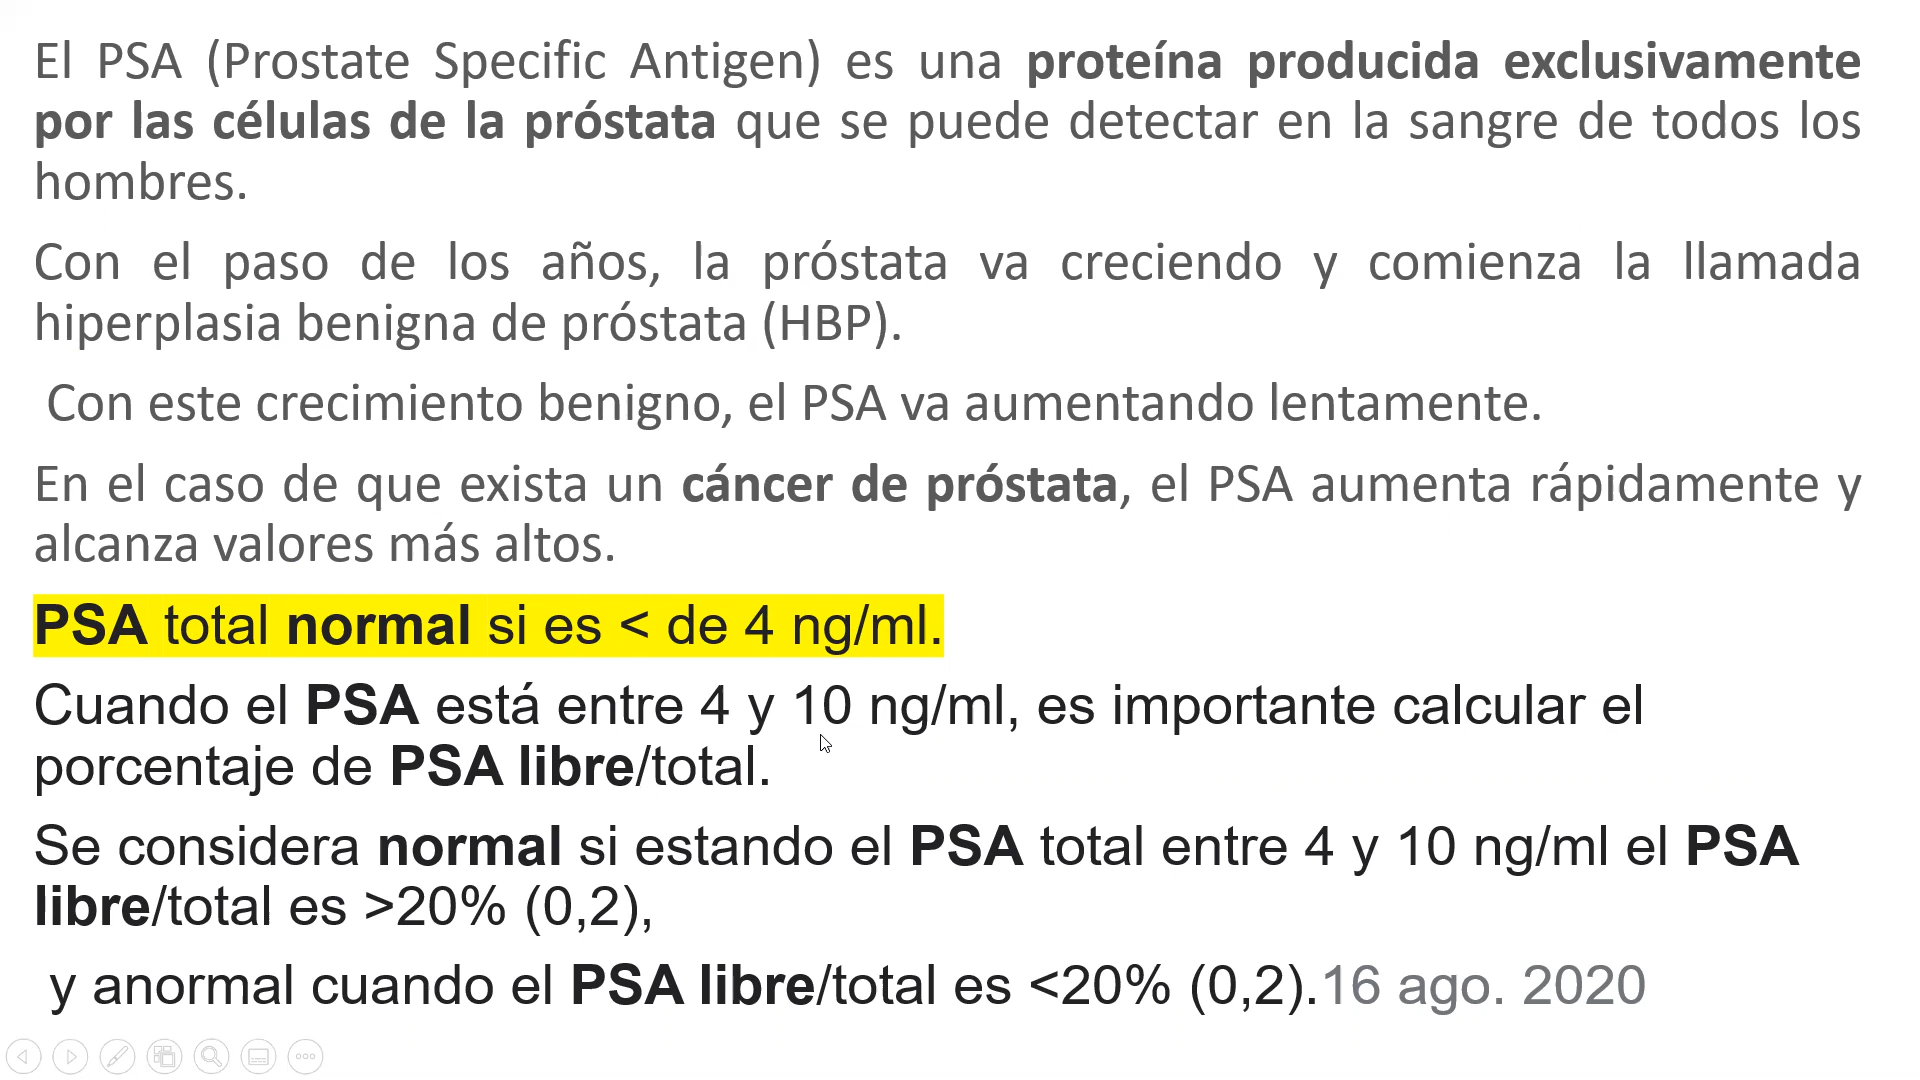 El PSA (Prostate Specific Antigen) es una proteína producida exclusivamente
por las células de la próstata que se puede detectar en la sangre de todos los
hombres.
Con el paso de los años, la próstata va creciendo y comienza la llamada
hiperplasia benigna de próstata (HBP).
Con este crecimiento benigno, el PSA va aumentando lentamente.
En el caso de que exista un cáncer de próstata, el PSA aumenta rápidamente y
alcanza valores más altos.
PSA total normal si es < de 4 ng/ml.
Cuando el PSA está entre 4 y 10 ng/ml, es importante calcular el
porcentaje de PSA libre/total.
Se considera normal si estando el PSA total entre 4 y 10 ng/ml el PSA
libre/total es >20% (0,2),
y anormal cuando el PSA libre/total es <20% (0,2).16 ago. 2020